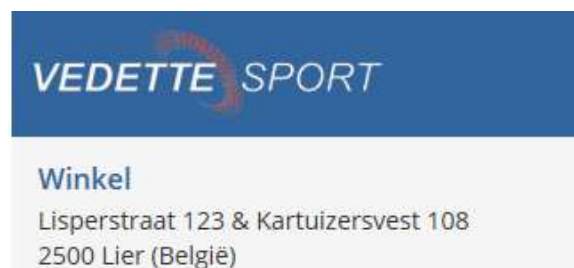 VEDETTE SPORT
Winkel
Lisperstraat 123 & Kartuizersvest 108
2500 Lier (België)